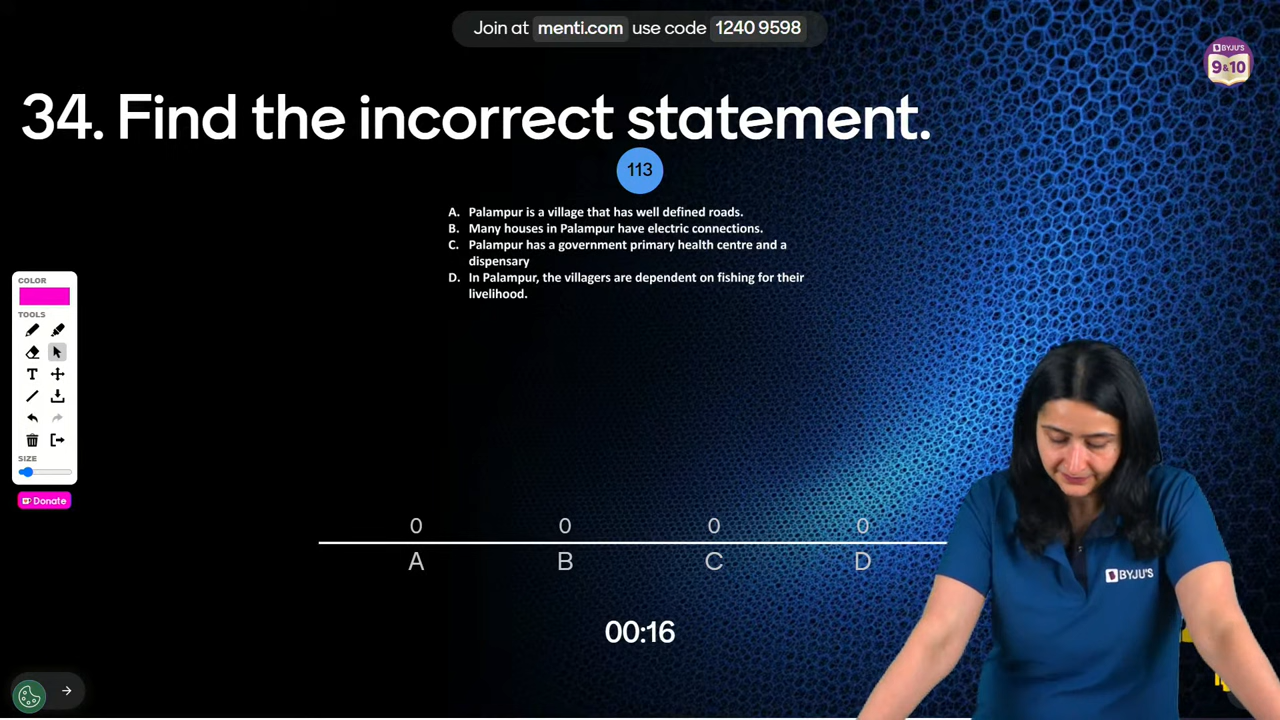 Join at menti.com use code 1240 9598
BYJU'S
9&10
34. Find the incorrect statement.
113
A. Palampur is a village that has well defined roads.
B. Many houses in Palampur have electric connections.
C. Palampur has a government primary health centre and a
dispensary
D. In Palampur, the villagers are dependent on fishing for their
livelihood.
COLOR
TOOLS
T
SIZE
Donate
0 0 0 0
A B C D
BYJU'S
00:16